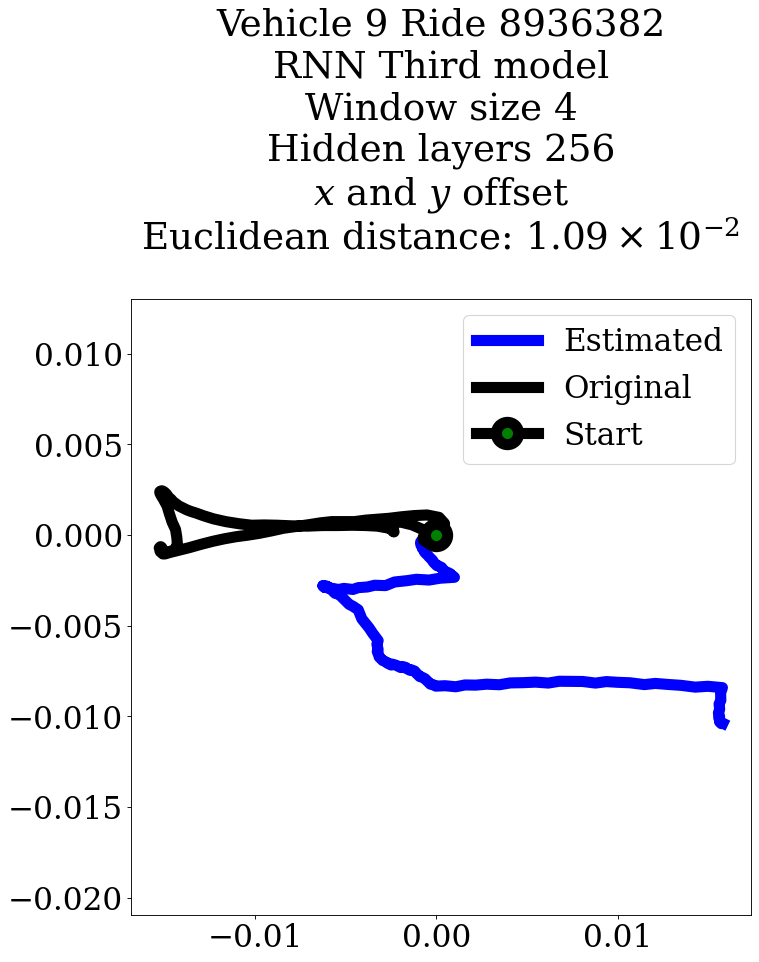 Vehicle 9 Ride 8936382
RNN Third model
Window size 4
Hidden layers 256
x and y offset
Euclidean distance: 1.09 × 10⁻²
Estimated
Original
Start
0.010
0.005
0.000
−0.005
−0.010
−0.015
−0.020
−0.01
0.00
0.01